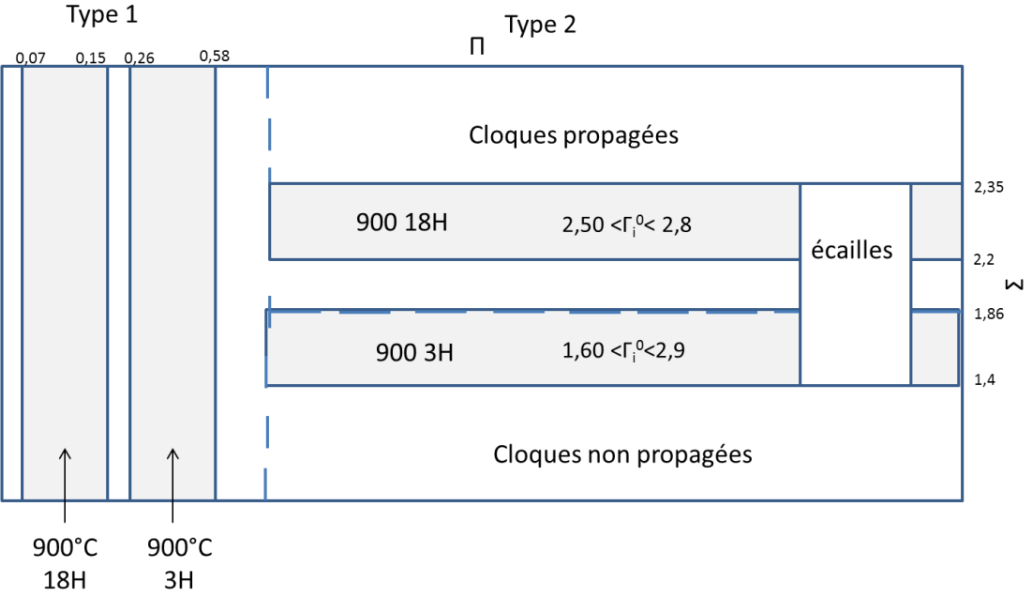 Type 1
Type 2
Π
0,07 0,15 0,26 0,58
Cloques propagées
2,35
900 18H 2,50 <Γᵢ⁰< 2,8
écailles
2,2
Σ
1,86
900 3H 1,60 <Γᵢ⁰<2,9
1,4
Cloques non propagées
900°C 900°C
18H 3H